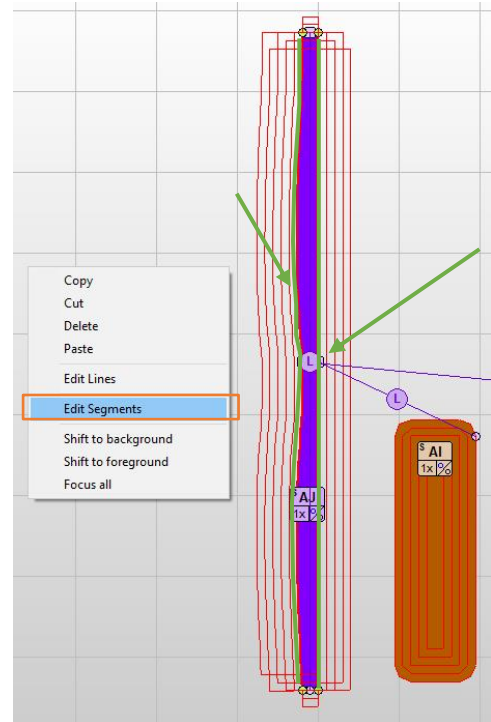 Copy
Cut
Delete
Paste
Edit Lines
Edit Segments
Shift to background
Shift to foreground
Focus all
L
L
$ AI
1x %
$ AJ
1x %